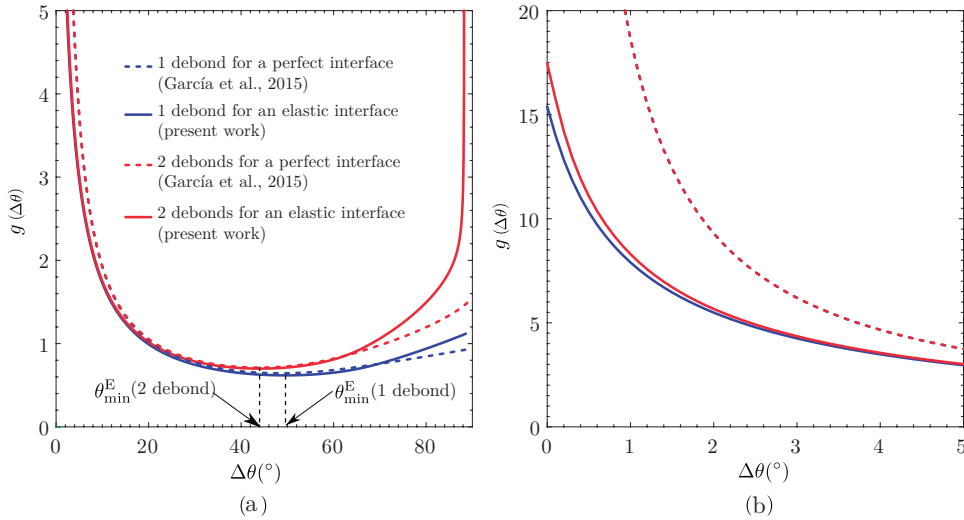 5
4
3
2
1
0
g (Δθ)
1 debond for a perfect interface
(García et al., 2015)
1 debond for an elastic interface
(present work)
2 debonds for a perfect interface
(García et al., 2015)
2 debonds for an elastic interface
(present work)
θ^E_min(2 debond)
θ^E_min(1 debond)
0 20 40 60 80
Δθ(°)
(a)
20
15
10
5
0
g (Δθ)
0 1 2 3 4 5
Δθ(°)
(b)